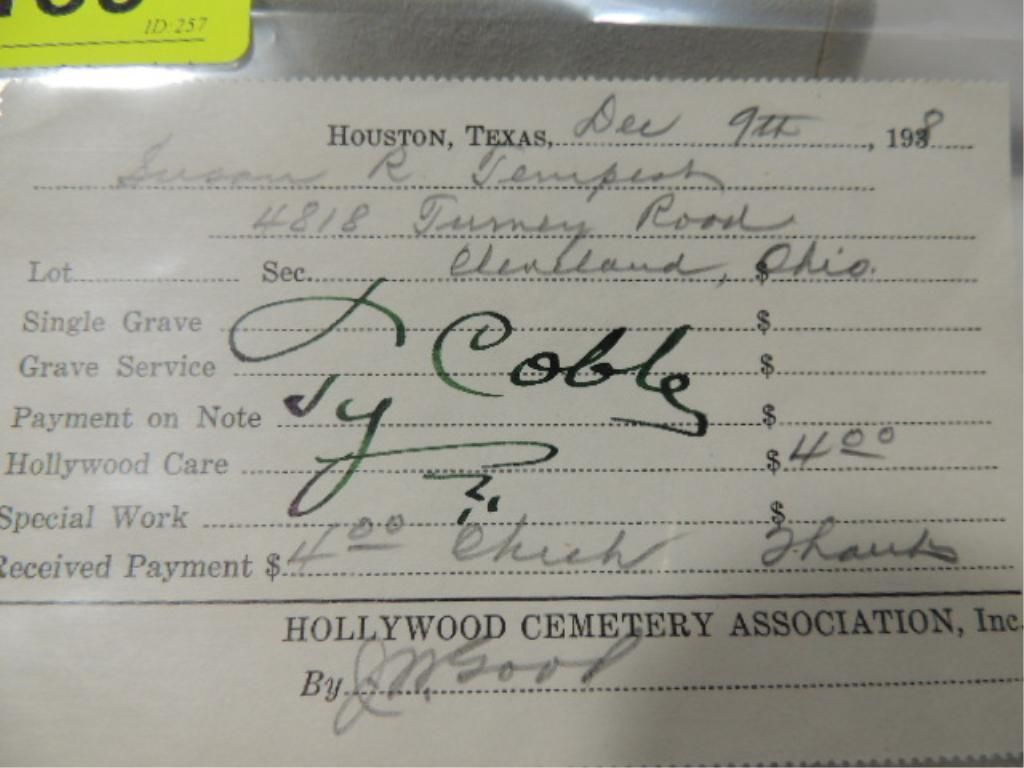 ID:257
HOUSTON, TEXAS, Dec 9th, 1938
Susan R Tempest
4818 Turney Road
Lot Sec. Cleveland, Ohio. $
Single Grave $
Grave Service Cobb $
Payment on Note Ty $
Hollywood Care $ 4 00
Special Work $
Received Payment $ 4 00 Check Thanks
HOLLYWOOD CEMETERY ASSOCIATION, Inc
By J. W. Good